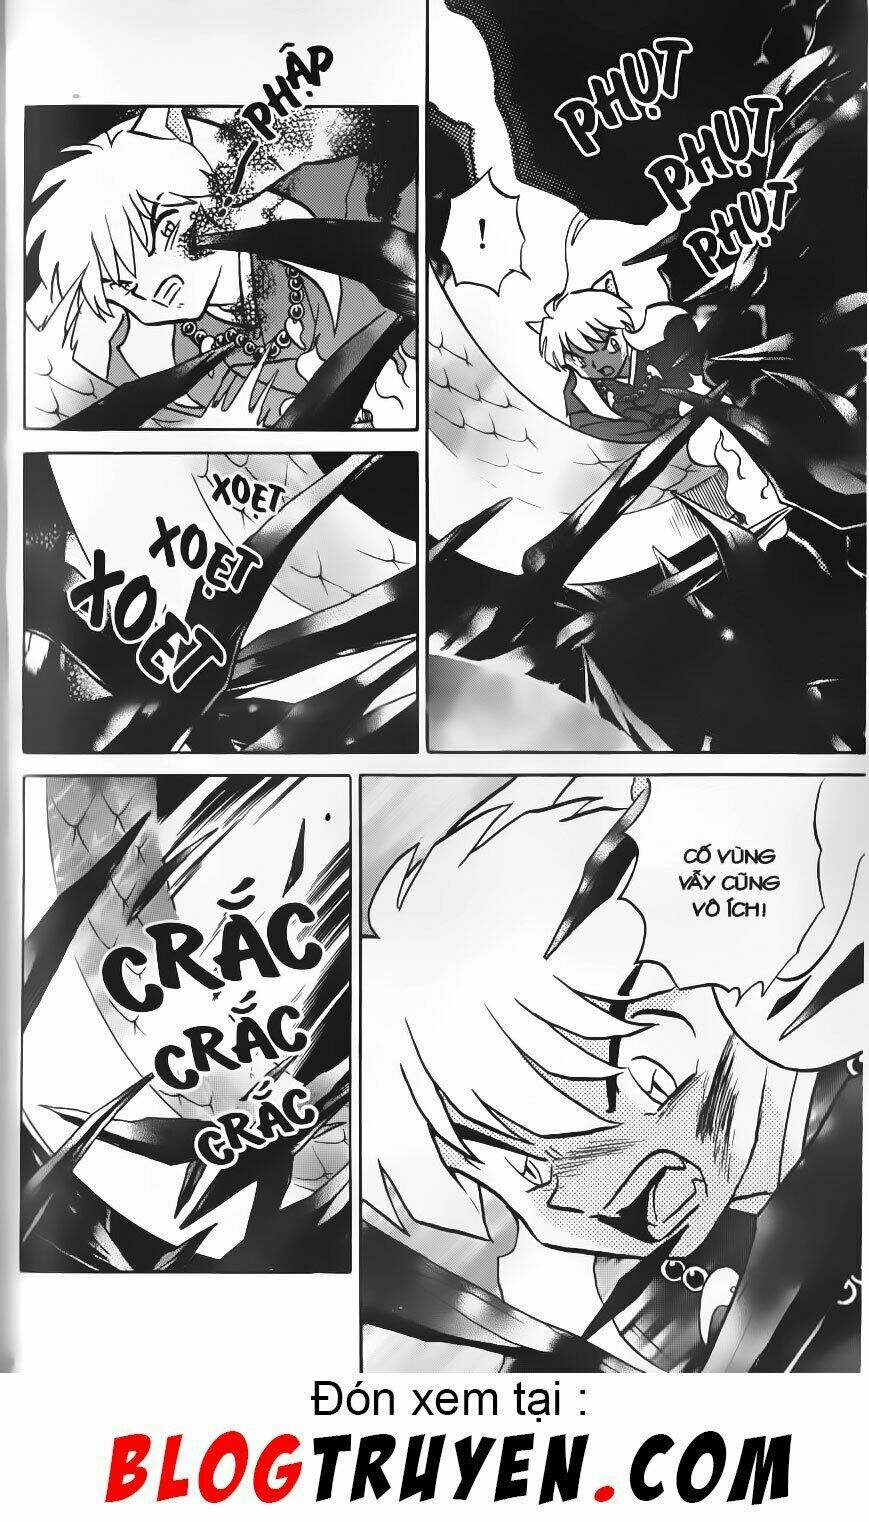 PHỤT
PHỤT
PHỤT
!
PHẬP
XOẸT
XOẸT
XOẸT
CỐ VÙNG
VẪY CŨNG
VÔ ÍCH!
CRẮC
CRẮC
CRẮC
Đón xem tại :
BLOGTRUYEN.COM